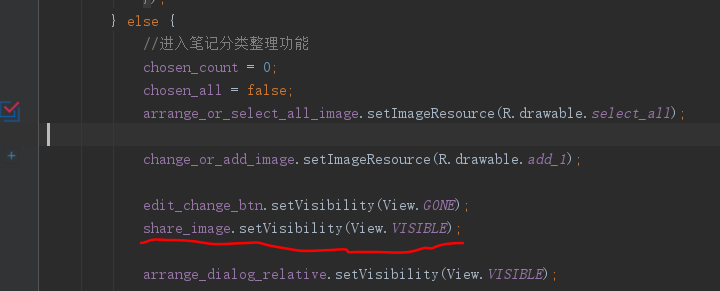 });
} else {
//进入笔记分类整理功能
chosen_count = 0;
chosen_all = false;
arrange_or_select_all_image.setImageResource(R.drawable.select_all);
change_or_add_image.setImageResource(R.drawable.add_1);
edit_change_btn.setVisibility(View.GONE);
share_image.setVisibility(View.VISIBLE);
arrange_dialog_relative.setVisibility(View.VISIBLE);